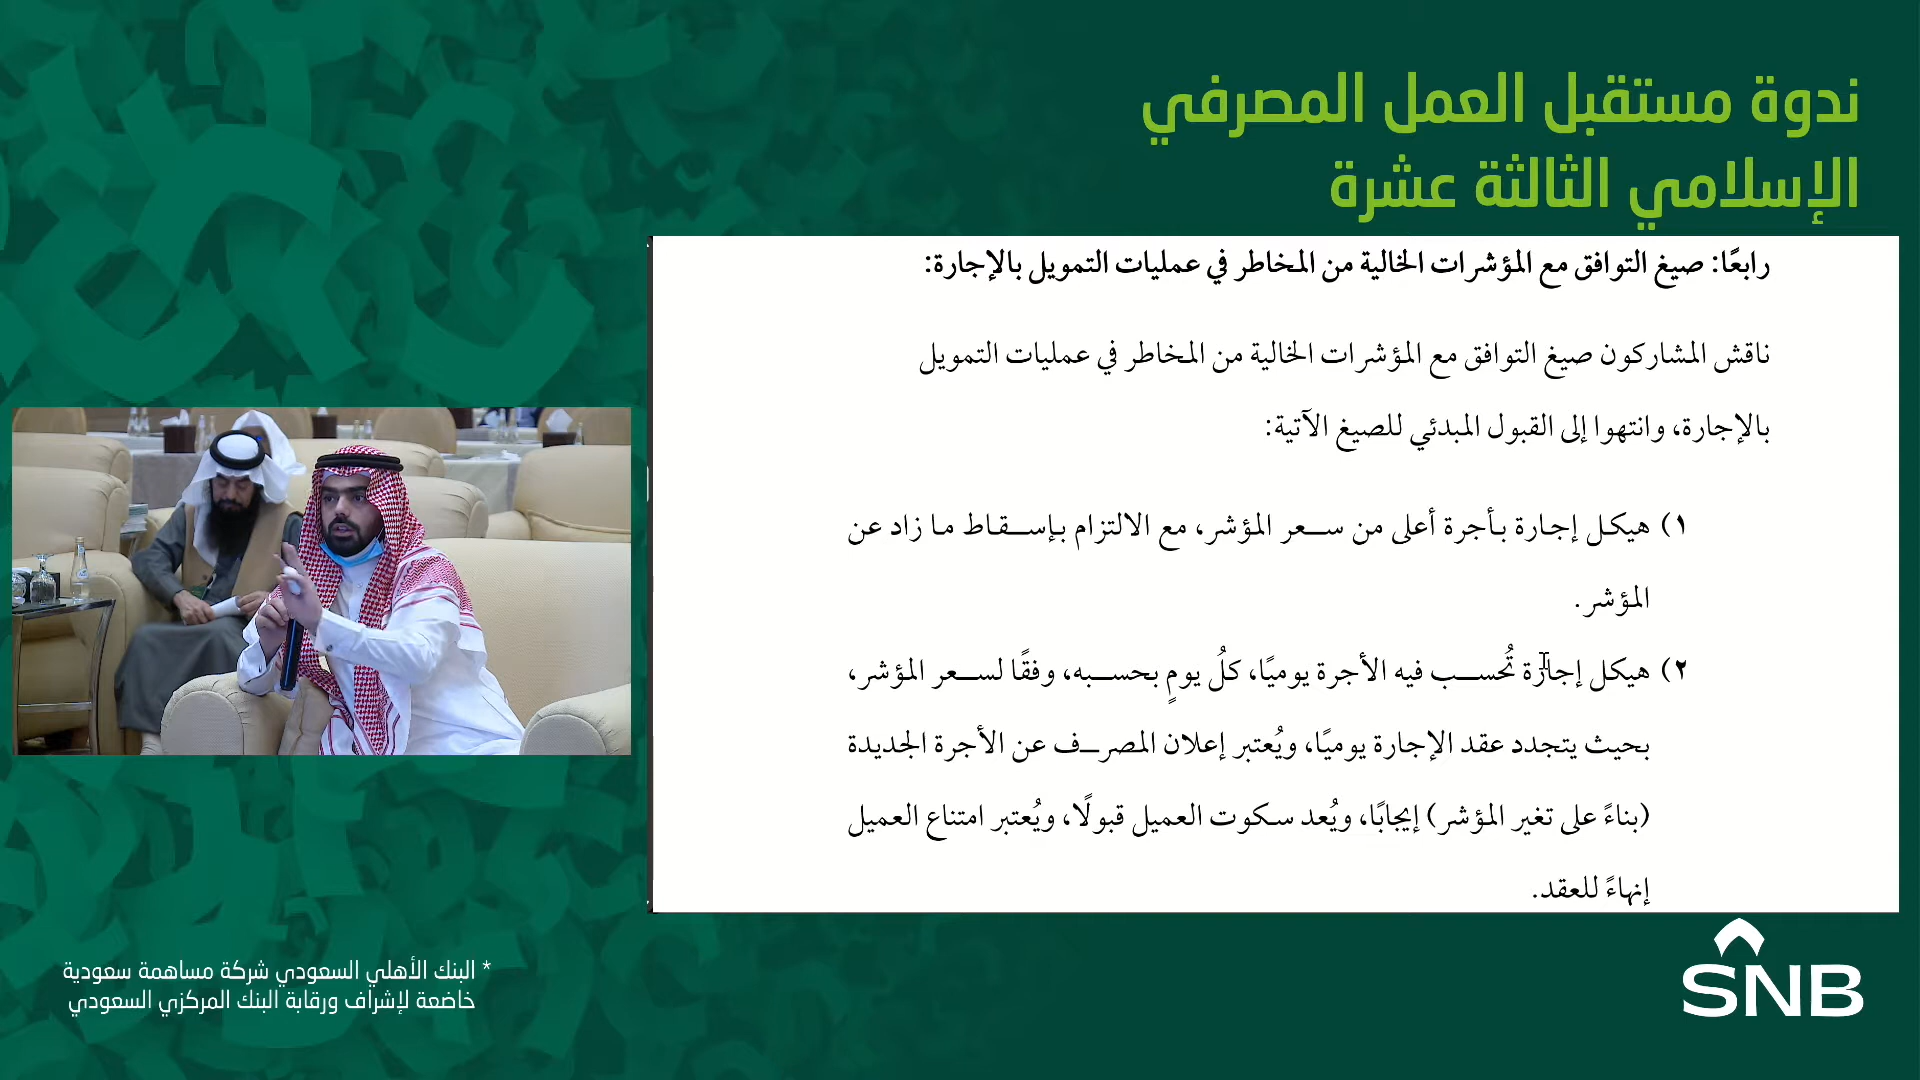 ندوة مستقبل العمل المصرفي
الإسلامي الثالثة عشرة
رابعًا: صيغ التوافق مع المؤشرات الخالية من المخاطر في عمليات التمويل بالإجارة:
ناقش المشاركون صيغ التوافق مع المؤشرات الخالية من المخاطر في عمليات التمويل
بالإجارة، وانتهوا إلى القبول المبدئي للصيغ الآتية:
١) هيكل إجارة بأجرة أعلى من سعر المؤشر، مع الالتزام بإسقاط ما زاد عن
المؤشر.
٢) هيكل إجارة تُحسب فيه الأجرة يوميًا، كلُ يومٍ بحسبه، وفقًا لسعر المؤشر،
بحيث يتجدد عقد الإجارة يوميًا، ويُعتبر إعلان المصرف عن الأجرة الجديدة
(بناءً على تغير المؤشر) إيجابًا، ويُعد سكوت العميل قبولًا، ويُعتبر امتناع العميل
إنهاءً للعقد.
* البنك الأهلي السعودي شركة مساهمة سعودية
خاضعة لإشراف ورقابة البنك المركزي السعودي
SNB